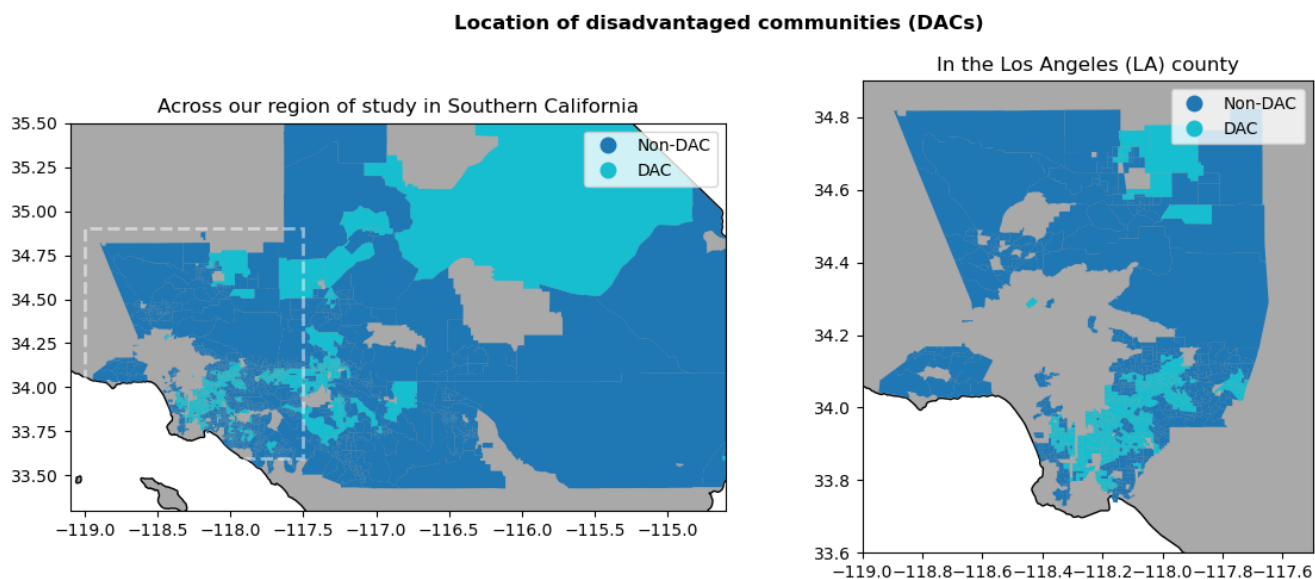 Location of disadvantaged communities (DACs)
Across our region of study in Southern California
35.50
35.25
35.00
34.75
34.50
34.25
34.00
33.75
33.50
Non-DAC
DAC
−119.0 −118.5 −118.0 −117.5 −117.0 −116.5 −116.0 −115.5 −115.0
In the Los Angeles (LA) county
34.8
34.6
34.4
34.2
34.0
33.8
33.6
Non-DAC
DAC
−119.0 −118.8 −118.6 −118.4 −118.2 −118.0 −117.8 −117.6